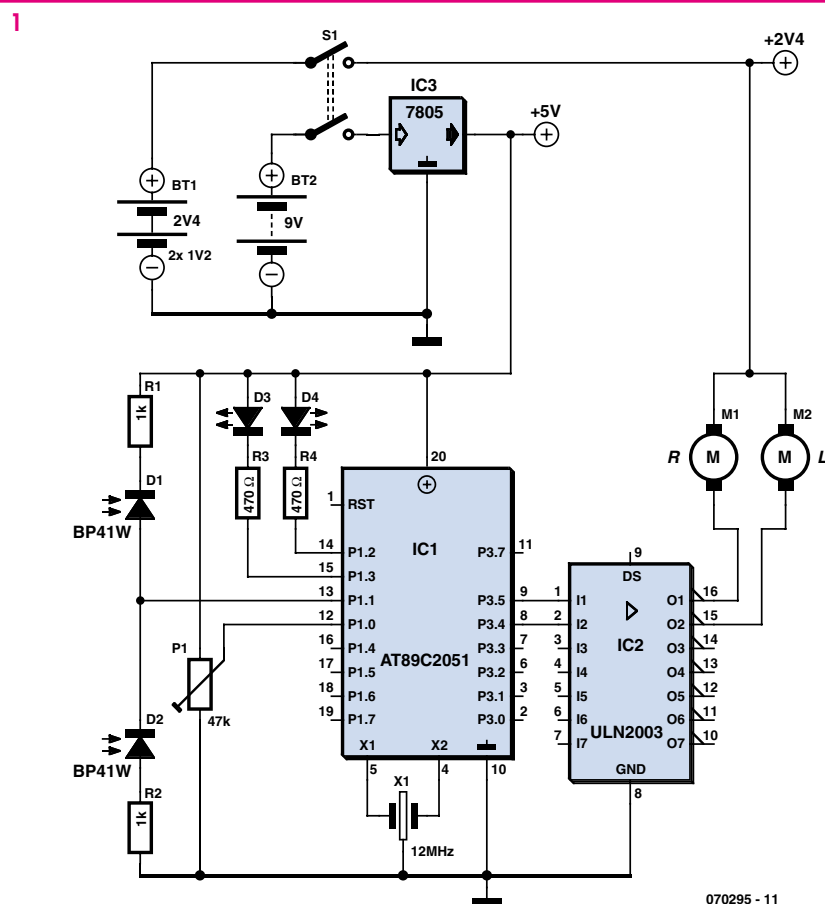 1
S1
+2V4
IC3
7805
+5V
BT1
2V4
2x 1V2
BT2
9V
R1
1k
D1
BP41W
D3
D4
R3
470 Ω
R4
470 Ω
20
M1
M2
R
M
M
L
1
RST
14
P1.2
IC1
P3.7
11
15
P1.3
13
P1.1
P3.5
9
12
P1.0
P3.4
8
16
P1.4
P3.3
7
AT89C2051
17
P1.5
P3.2
6
18
P1.6
P3.1
3
19
P1.7
P3.0
2
X1
X2
5
4
10
9
DS
1
I1
O1
16
2
I2
O2
15
3
I3
IC2
O3
14
4
I4
O4
13
5
I5
O5
12
6
I6
O6
11
ULN2003
7
I7
O7
10
GND
8
P1
47k
D2
BP41W
R2
1k
X1
12MHz
070295 - 11